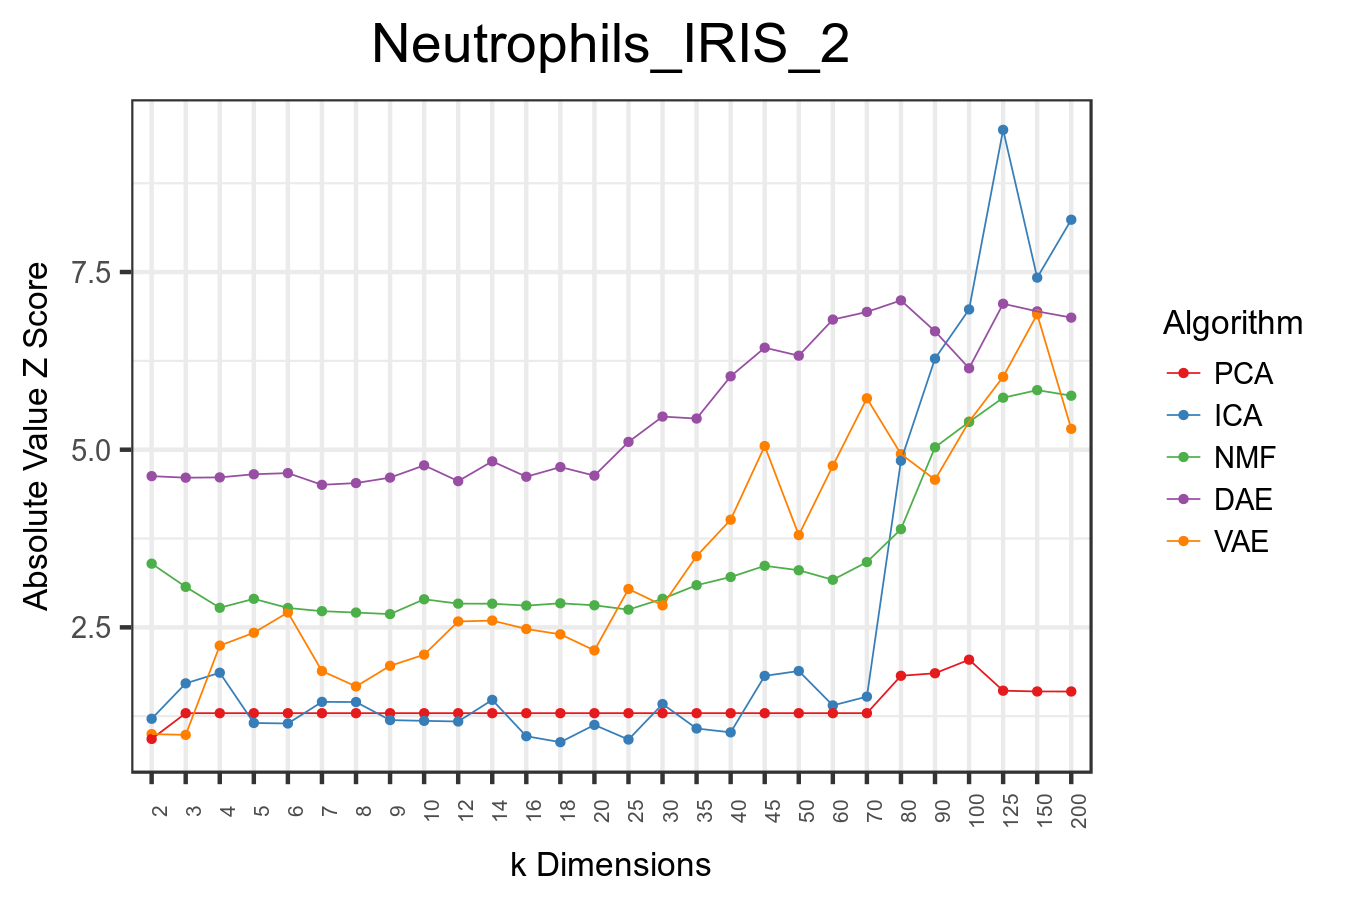 Neutrophils_IRIS_2
Absolute Value Z Score
7.5
5.0
2.5
2 3 4 5 6 7 8 9 10 12 14 16 18 20 25 30 35 40 45 50 60 70 80 90 100 125 150 200
k Dimensions
Algorithm
PCA
ICA
NMF
DAE
VAE